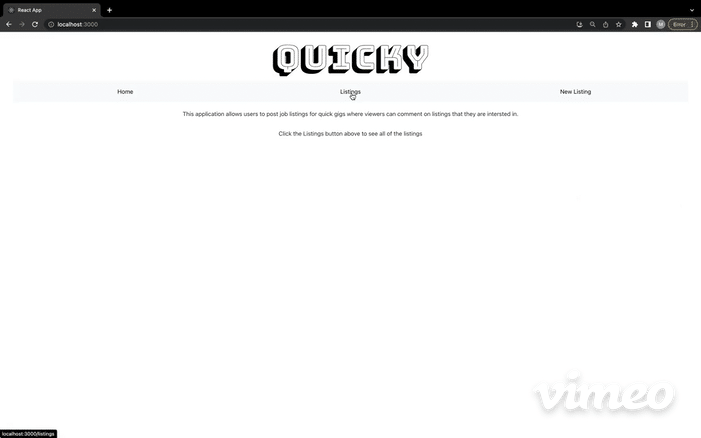 React App
localhost:3000
M
Error
QUICKY
Home
Listings
New Listing
This application allows users to post job listings for quick gigs where viewers can comment on listings that they are intersted in.
Click the Listings button above to see all of the listings
vimeo
localhost:3000/listings